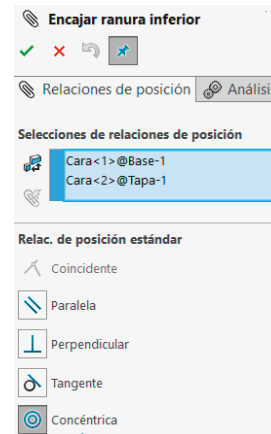 Encajar ranura inferior
Relaciones de posición Análisi
Selecciones de relaciones de posición
Cara<1>@Base-1
Cara<2>@Tapa-1
Relac. de posición estándar
Coincidente
Paralela
Perpendicular
Tangente
Concéntrica